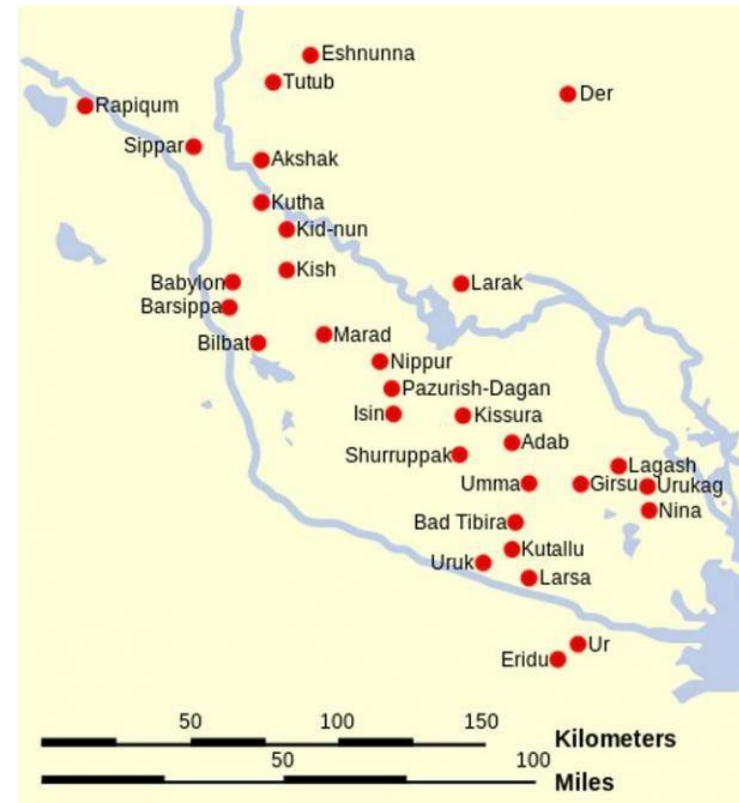 Eshnunna
Tutub
Der
Rapiqum
Sippar
Akshak
Kutha
Kid-nun
Kish
Babylon
Larak
Barsippa
Marad
Bilbat
Nippur
Pazurish-Dagan
Isin
Kissura
Adab
Shurruppak
Lagash
Umma
Girsu
Urukag
Nina
Bad Tibira
Kutallu
Uruk
Larsa
Ur
Eridu
50 100 150
Kilometers
50 100
Miles